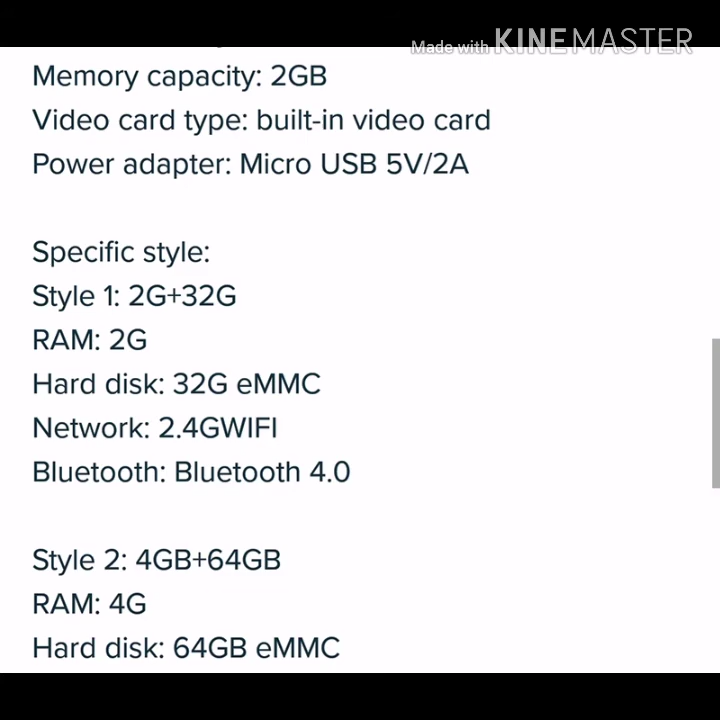 Made with KINEMASTER
Memory capacity: 2GB
Video card type: built-in video card
Power adapter: Micro USB 5V/2A
Specific style:
Style 1: 2G+32G
RAM: 2G
Hard disk: 32G eMMC
Network: 2.4GWIFI
Bluetooth: Bluetooth 4.0
Style 2: 4GB+64GB
RAM: 4G
Hard disk: 64GB eMMC